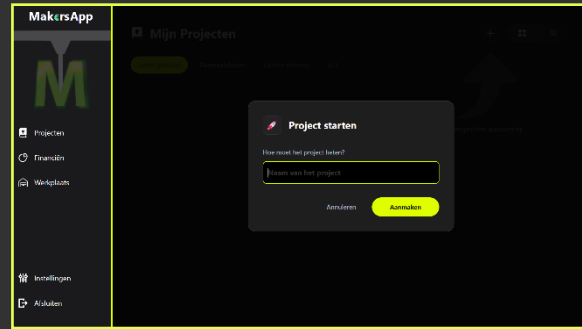 MakersApp
M
Projecten
Financiën
Werkplaats
Instellingen
Afsluiten
Mijn Projecten
Project starten
Hoe moet het project heten?
Naam van het project
Annuleren
Aanmaken